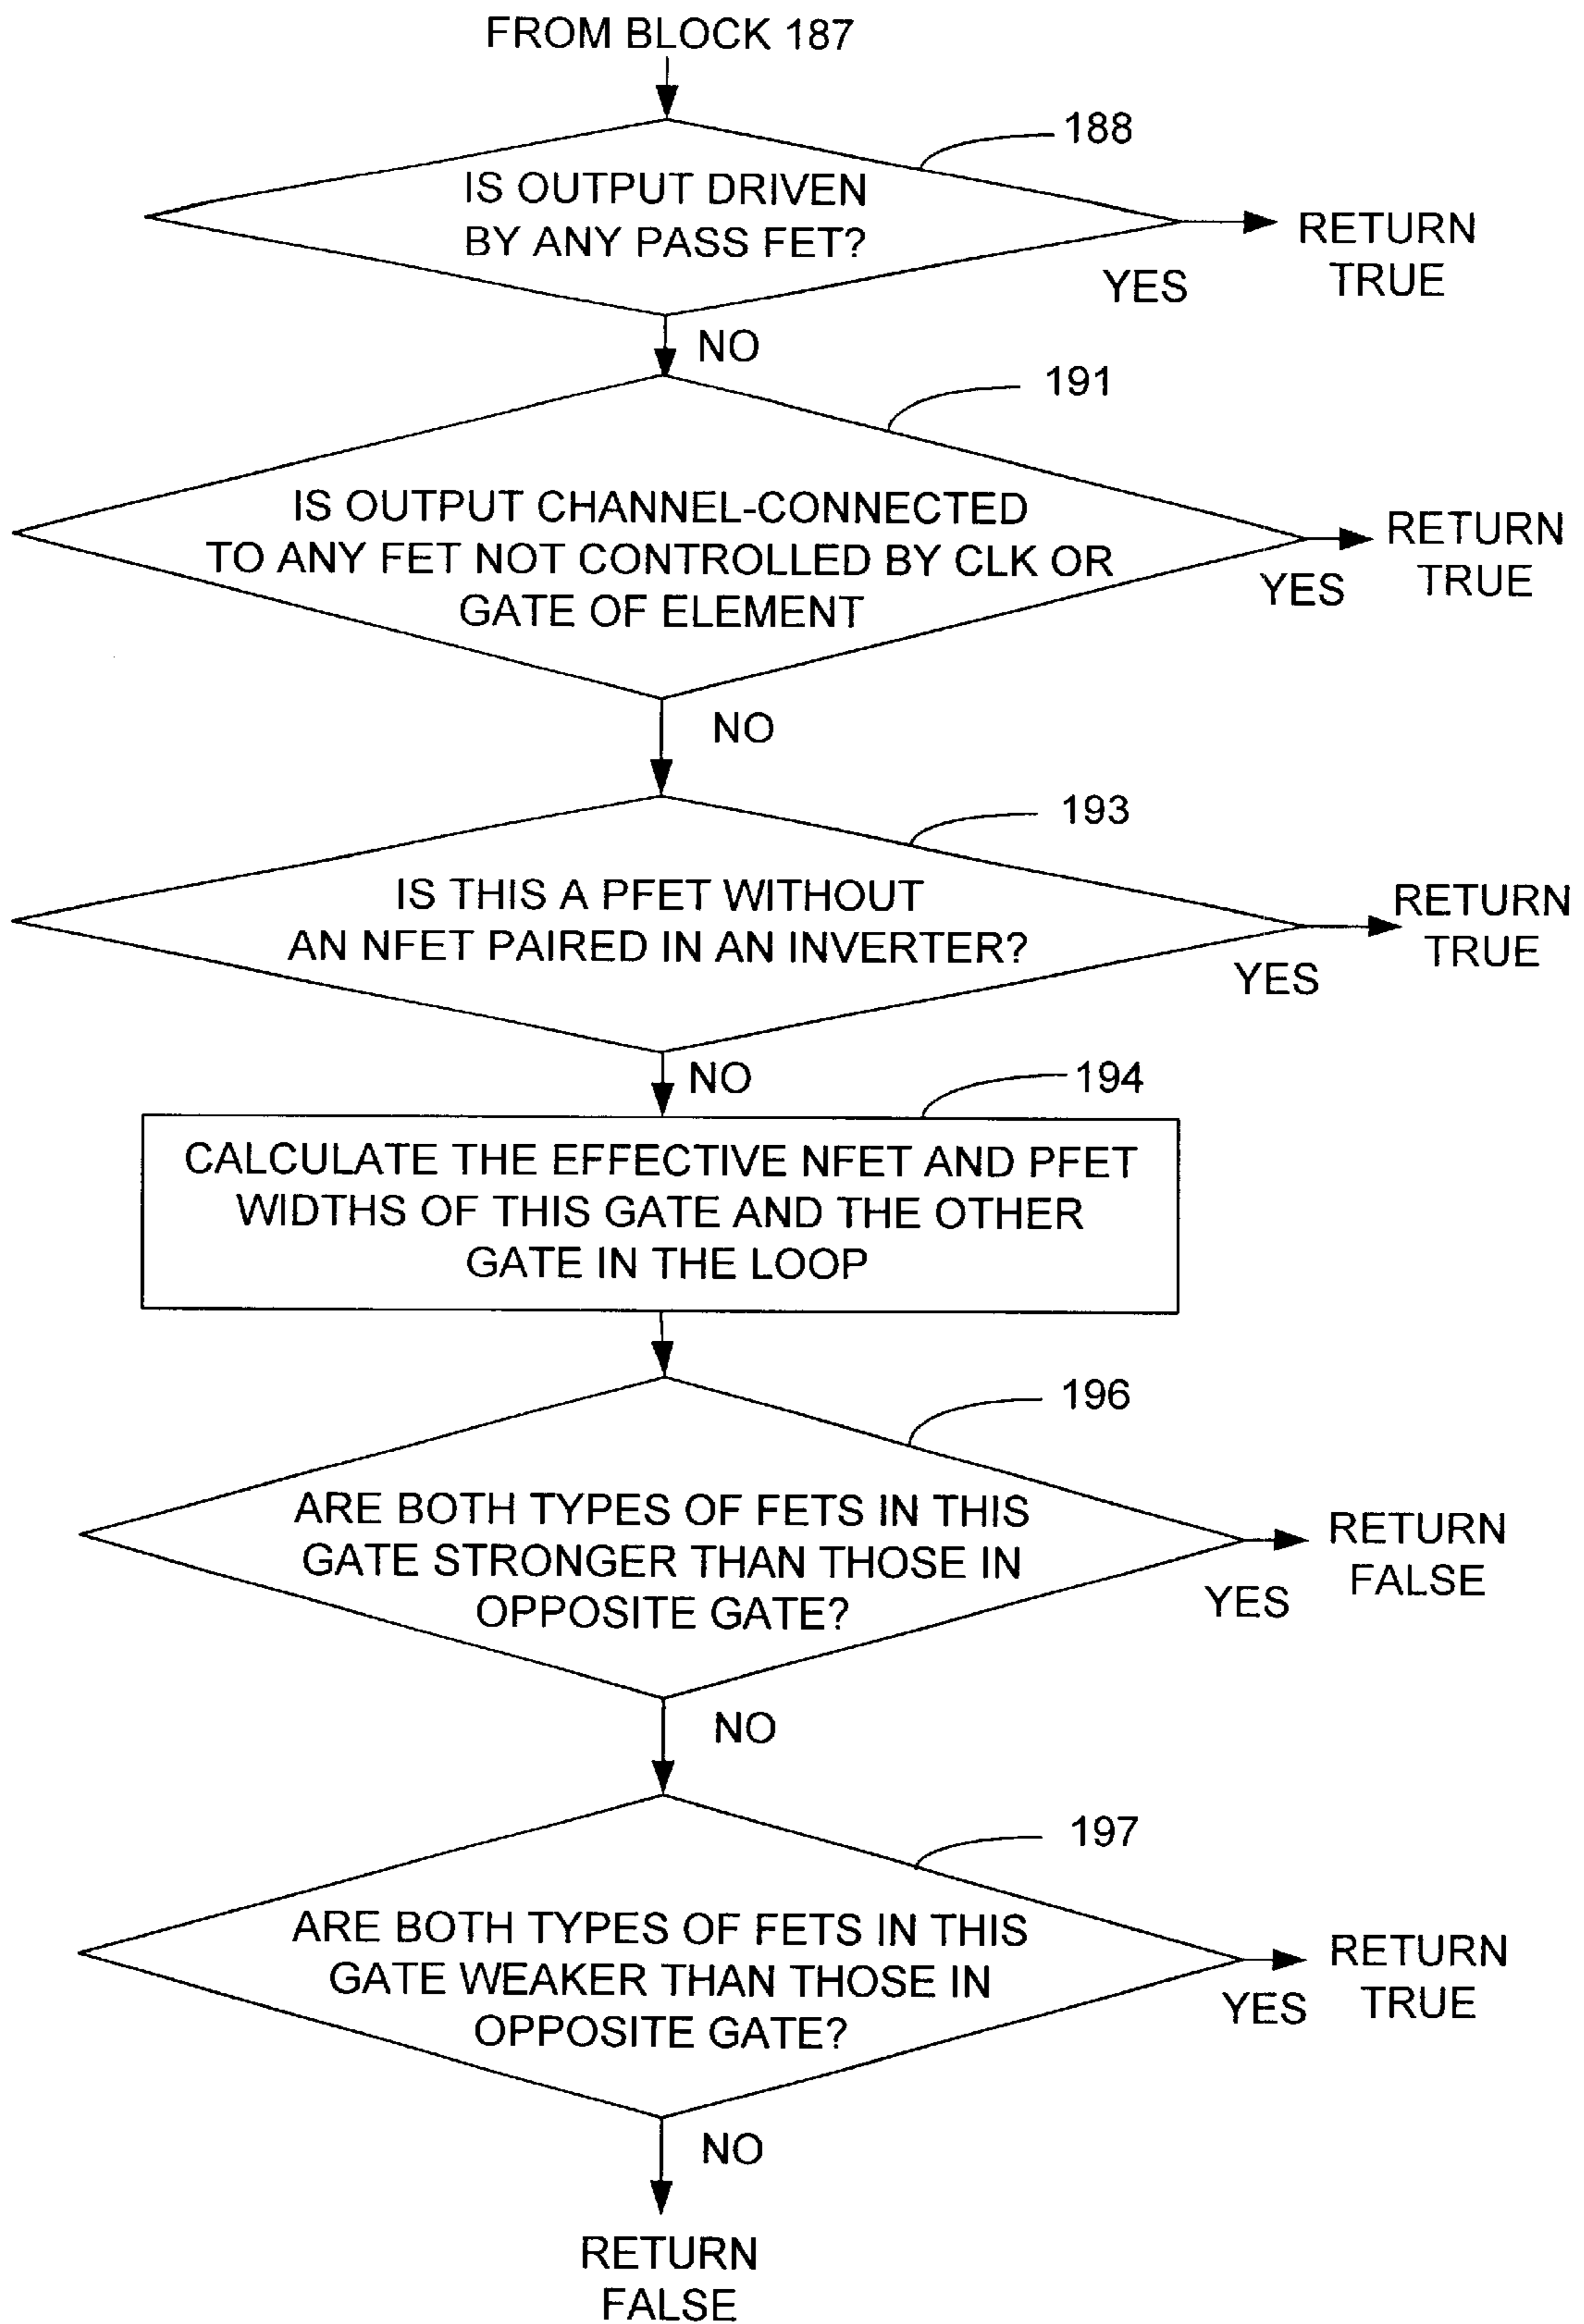 FROM BLOCK 187
188
IS OUTPUT DRIVEN
BY ANY PASS FET?
RETURN
TRUE
YES
NO
191
IS OUTPUT CHANNEL-CONNECTED
TO ANY FET NOT CONTROLLED BY CLK OR
GATE OF ELEMENT
RETURN
TRUE
YES
NO
193
IS THIS A PFET WITHOUT
AN NFET PAIRED IN AN INVERTER?
RETURN
TRUE
YES
NO
194
CALCULATE THE EFFECTIVE NFET AND PFET
WIDTHS OF THIS GATE AND THE OTHER
GATE IN THE LOOP
196
ARE BOTH TYPES OF FETS IN THIS
GATE STRONGER THAN THOSE IN
OPPOSITE GATE?
RETURN
FALSE
YES
NO
197
ARE BOTH TYPES OF FETS IN THIS
GATE WEAKER THAN THOSE IN
OPPOSITE GATE?
RETURN
TRUE
YES
NO
RETURN
FALSE